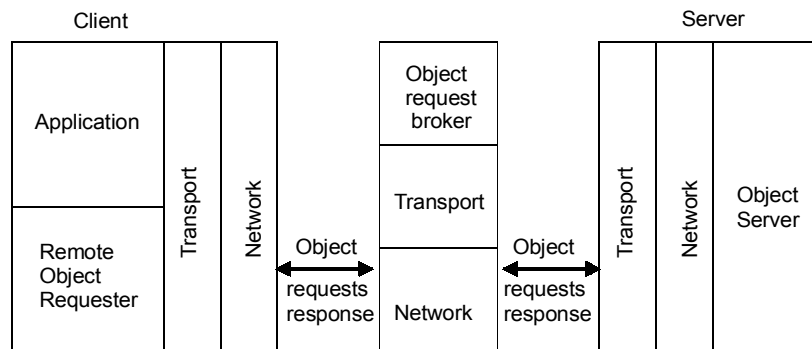 Client
Server
Application
Remote
Object
Requester
Transport
Network
Object
requests
response
Object
request
broker
Transport
Network
Object
requests
response
Transport
Network
Object
Server